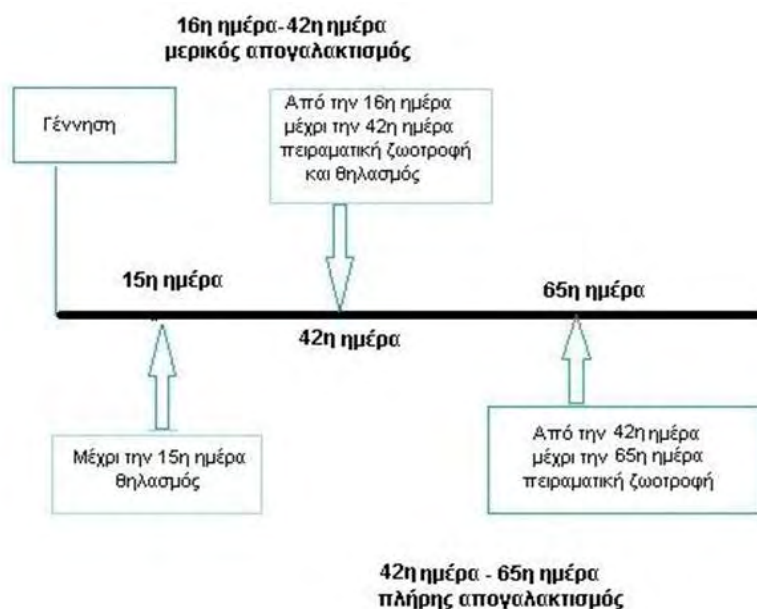 16η ημέρα- 42η ημέρα
μερικός απογαλακτισμός
Γέννηση
Από την 16η ημέρα
μέχρι την 42η ημέρα
πειραματική ζωοτροφή
και θηλασμός
15η ημέρα
65η ημέρα
42η ημέρα
Μέχρι την 15η ημέρα
θηλασμός
Από την 42η ημέρα
μέχρι την 65η ημέρα
πειραματική ζωοτροφή
42η ημέρα - 65η ημέρα
πλήρης απογαλακτισμός